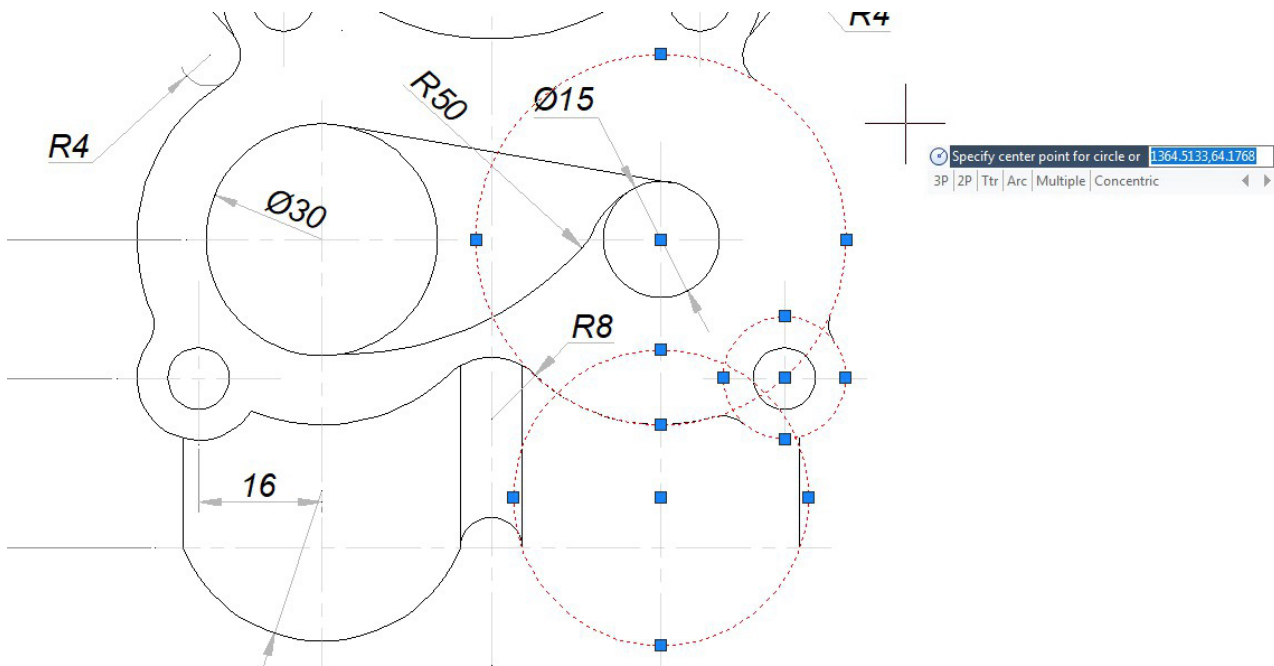 R4
R50
Ø15
R4
Specify center point for circle or 1364.5133,64.1768
3P 2P Ttr Arc Multiple Concentric
Ø30
R8
16